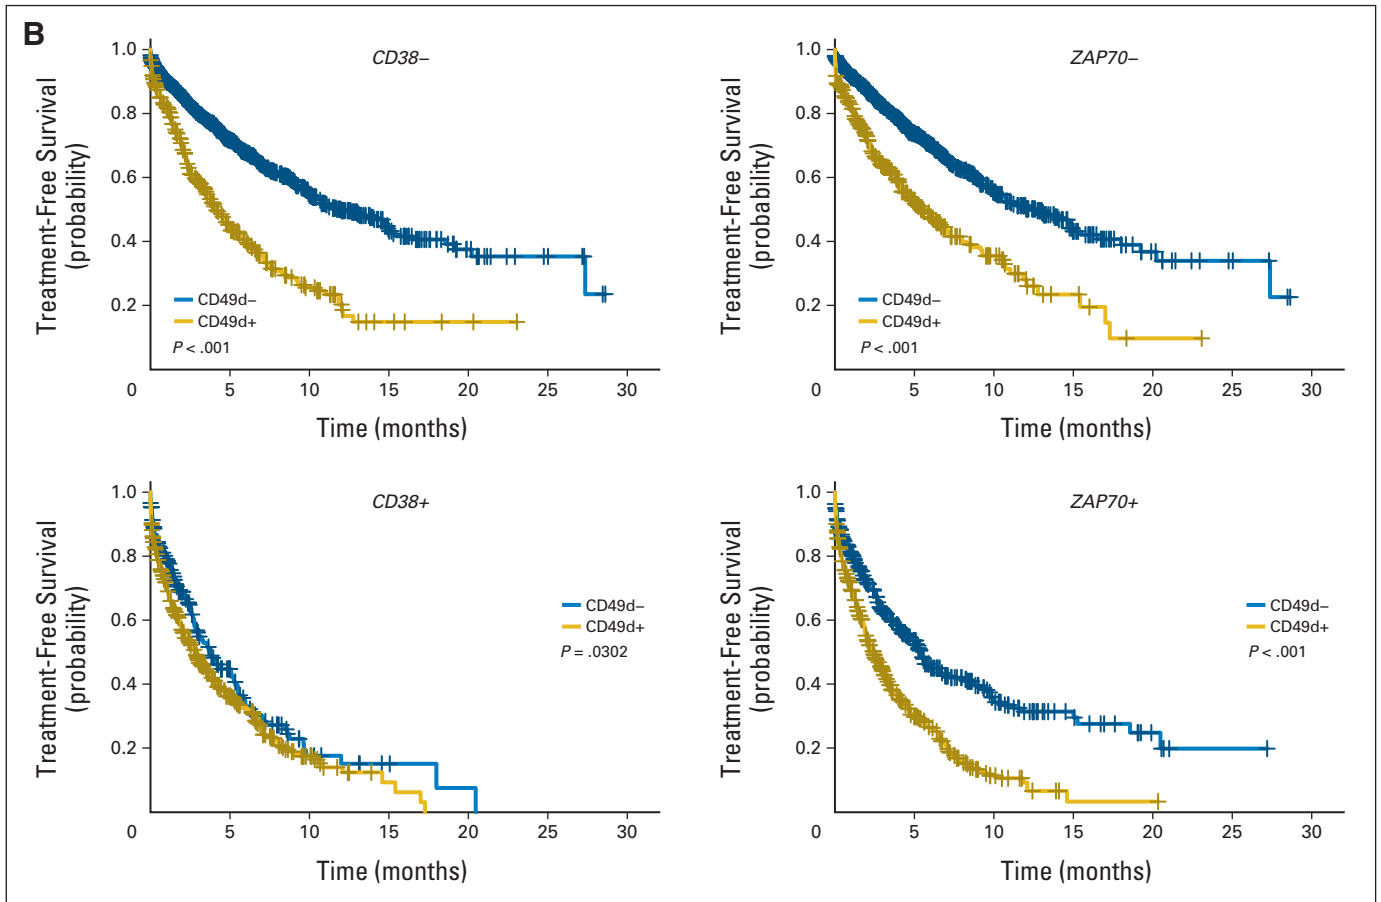 B
CD38–
Treatment-Free Survival
(probability)
1.0
0.8
0.6
0.4
0.2
CD49d–
CD49d+
P < .001
0 5 10 15 20 25 30
Time (months)
ZAP70–
Treatment-Free Survival
(probability)
1.0
0.8
0.6
0.4
0.2
CD49d–
CD49d+
P < .001
0 5 10 15 20 25 30
Time (months)
CD38+
Treatment-Free Survival
(probability)
1.0
0.8
0.6
0.4
0.2
CD49d–
CD49d+
P = .0302
0 5 10 15 20 25 30
Time (months)
ZAP70+
Treatment-Free Survival
(probability)
1.0
0.8
0.6
0.4
0.2
CD49d–
CD49d+
P < .001
0 5 10 15 20 25 30
Time (months)